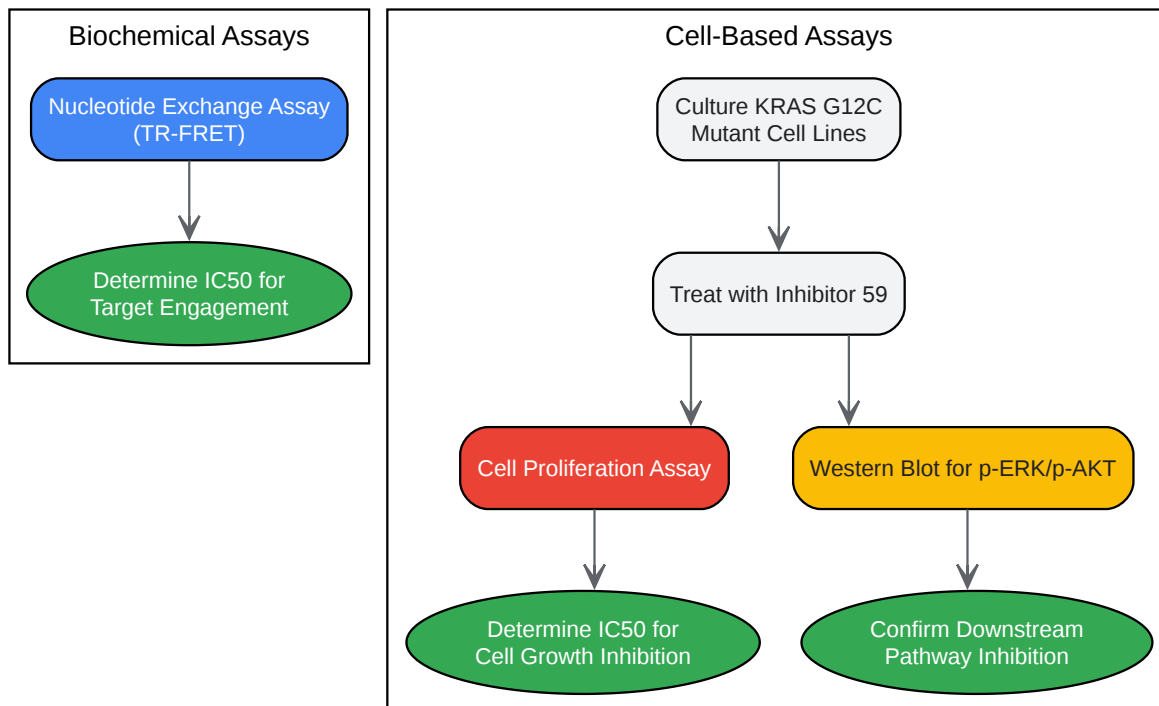 Biochemical Assays
Nucleotide Exchange Assay
(TR-FRET)
Determine IC50 for
Target Engagement
Cell-Based Assays
Culture KRAS G12C
Mutant Cell Lines
Treat with Inhibitor 59
Cell Proliferation Assay
Western Blot for p-ERK/p-AKT
Determine IC50 for
Cell Growth Inhibition
Confirm Downstream
Pathway Inhibition